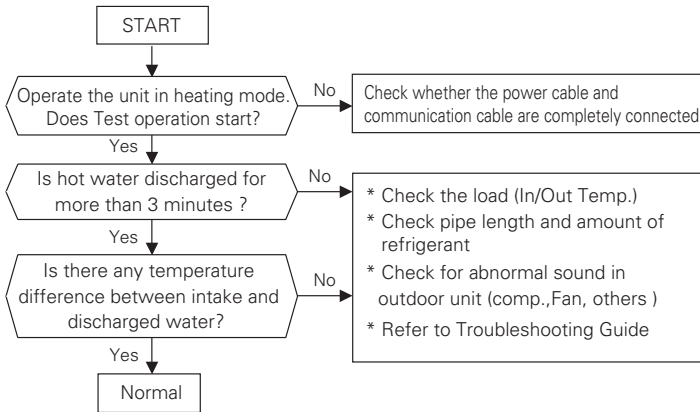 START
Operate the unit in heating mode.
Does Test operation start?
No
Check whether the power cable and
communication cable are completely connected
Yes
Is hot water discharged for
more than 3 minutes ?
No
* Check the load (In/Out Temp.)
* Check pipe length and amount of
refrigerant
* Check for abnormal sound in
outdoor unit (comp.,Fan, others )
* Refer to Troubleshooting Guide
Yes
Is there any temperature
difference between intake and
discharged water?
No
Yes
Normal